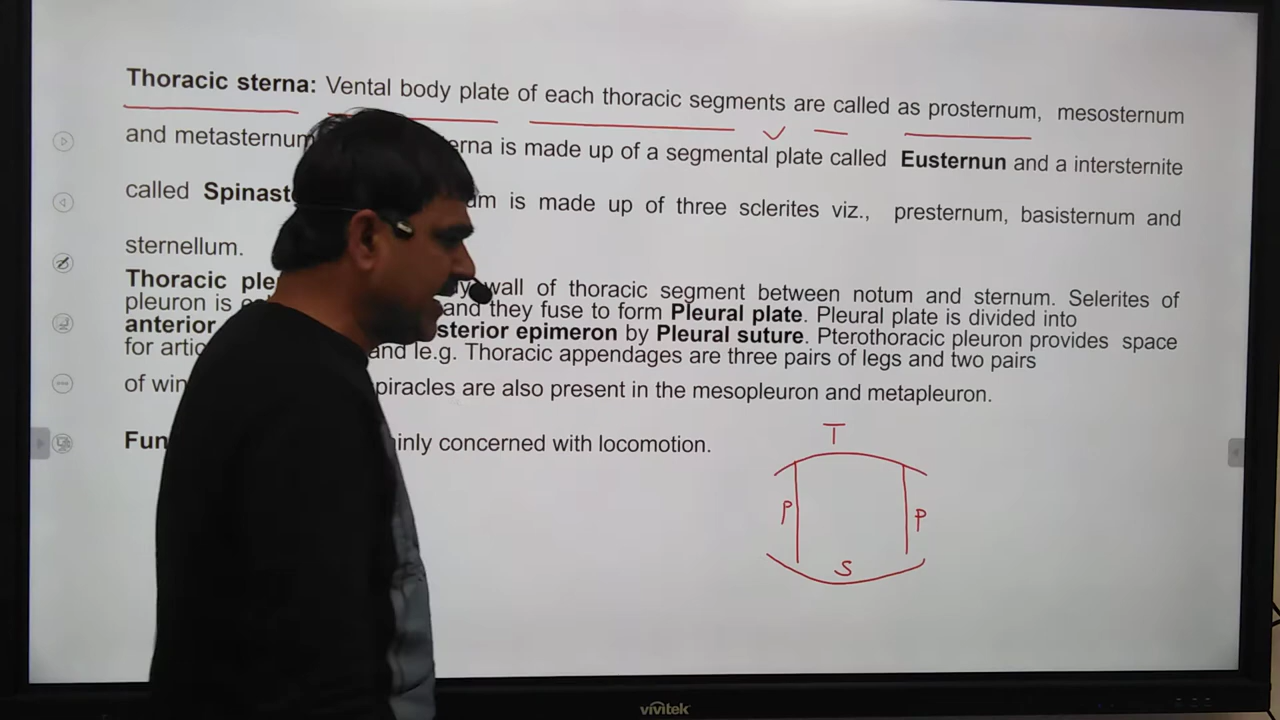 Thoracic sterna: Vental body plate of each thoracic segments are called as prosternum, mesosternum
and metasternum erna is made up of a segmental plate called Eusternun and a intersternite
called Spinast um is made up of three sclerites viz., presternum, basisternum and
sternellum.
Thoracic ple y wall of thoracic segment between notum and sternum. Selerites of
pleuron is and they fuse to form Pleural plate. Pleural plate is divided into
anterior sterior epimeron by Pleural suture. Pterothoracic pleuron provides space
for artic and le.g. Thoracic appendages are three pairs of legs and two pairs
of win piracles are also present in the mesopleuron and metapleuron.
Fun inly concerned with locomotion.
T
P P
S
vivitek